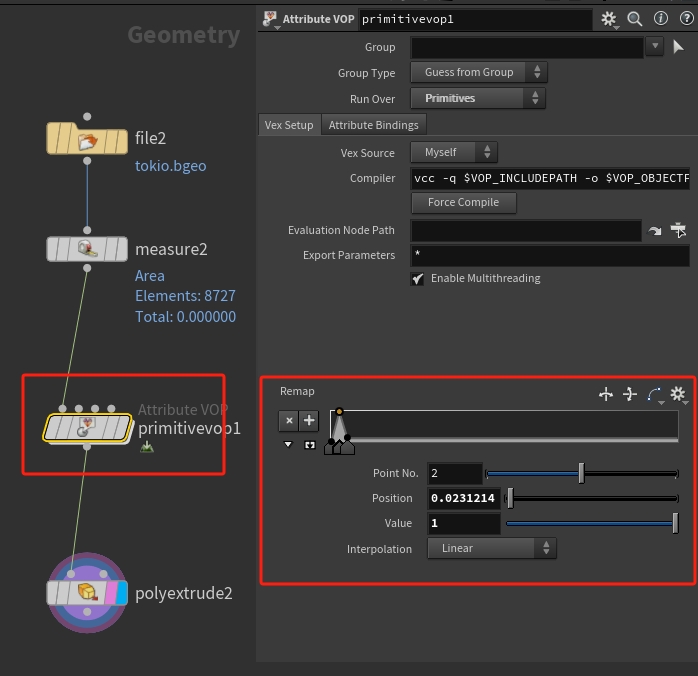 Geometry
file2
tokio.bgeo
measure2
Area
Elements: 8727
Total: 0.000000
Attribute VOP
primitivevop1
polyextrude2
Attribute VOP primitivevop1
Group
Group Type Guess from Group
Run Over Primitives
Vex Setup Attribute Bindings
Vex Source Myself
Compiler vcc -q $VOP_INCLUDEPATH -o $VOP_OBJECTF
Force Compile
Evaluation Node Path
Export Parameters *
Enable Multithreading
Remap
Point No. 2
Position 0.0231214
Value 1
Interpolation Linear